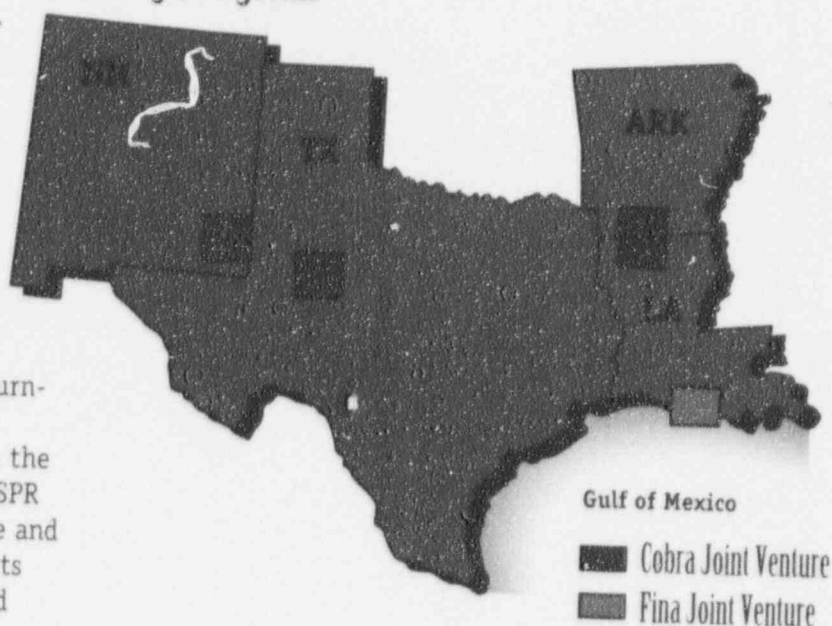 NM
TX
ARK
LA
urn-
the
SPR
e and
ts
d
Gulf of Mexico
Cobra Joint Venture
Fina Joint Venture